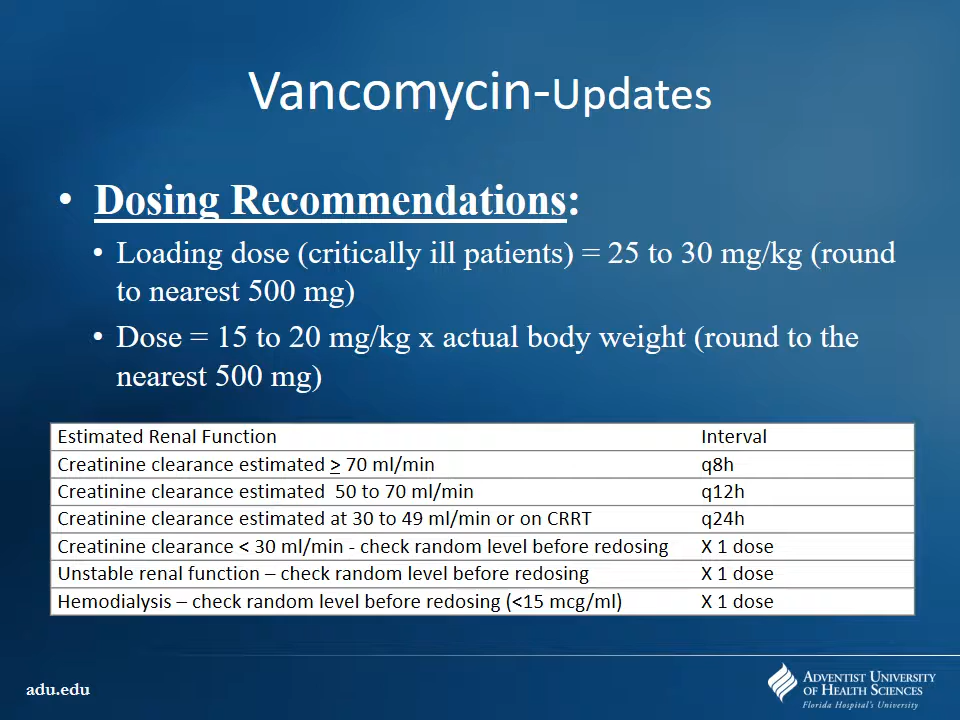 Vancomycin-Updates
• Dosing Recommendations:
• Loading dose (critically ill patients) = 25 to 30 mg/kg (round
to nearest 500 mg)
• Dose = 15 to 20 mg/kg x actual body weight (round to the
nearest 500 mg)
Estimated Renal Function Interval
Creatinine clearance estimated ≥ 70 ml/min q8h
Creatinine clearance estimated 50 to 70 ml/min q12h
Creatinine clearance estimated at 30 to 49 ml/min or on CRRT q24h
Creatinine clearance < 30 ml/min - check random level before redosing X 1 dose
Unstable renal function – check random level before redosing X 1 dose
Hemodialysis – check random level before redosing (<15 mcg/ml) X 1 dose
adu.edu
ADVENTIST UNIVERSITY
OF HEALTH SCIENCES
Florida Hospital's University